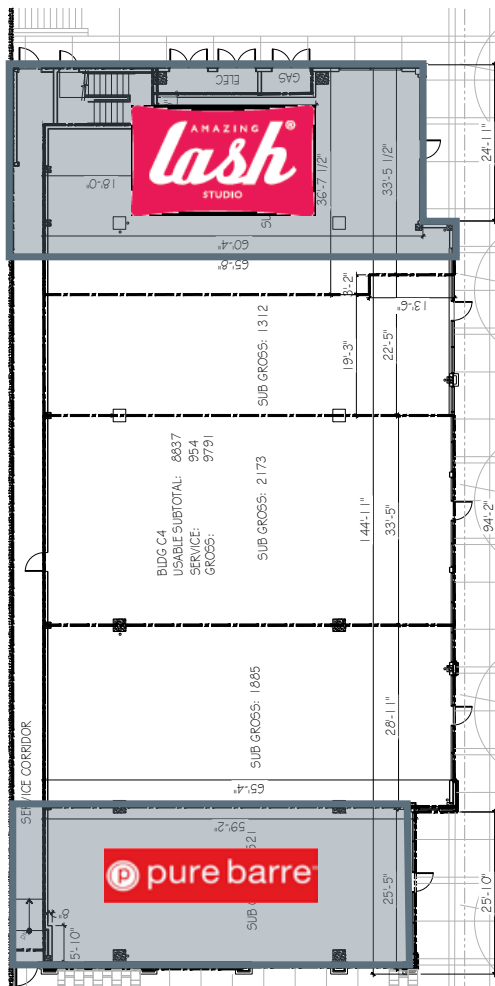 ELEC
GAS
AMAZING
lash®
STUDIO
18'-0"
36'-7 1/2"
33'-5 1/2"
24'-11"
60'-4"
65'-8"
3'-2"
13'-6"
SUB GROSS: 1312
19'-3"
22'-5"
BLDG C4
USABLE SUBTOTAL: 8837
SERVICE: 954
GROSS: 9791
SUB GROSS: 2173
144'-11"
33'-5"
94'-2"
SUB GROSS: 1885
28'-11"
SERVICE CORRIDOR
65'-4"
59'-2"
pure barre
25'-5"
25'-10"
5'-10"